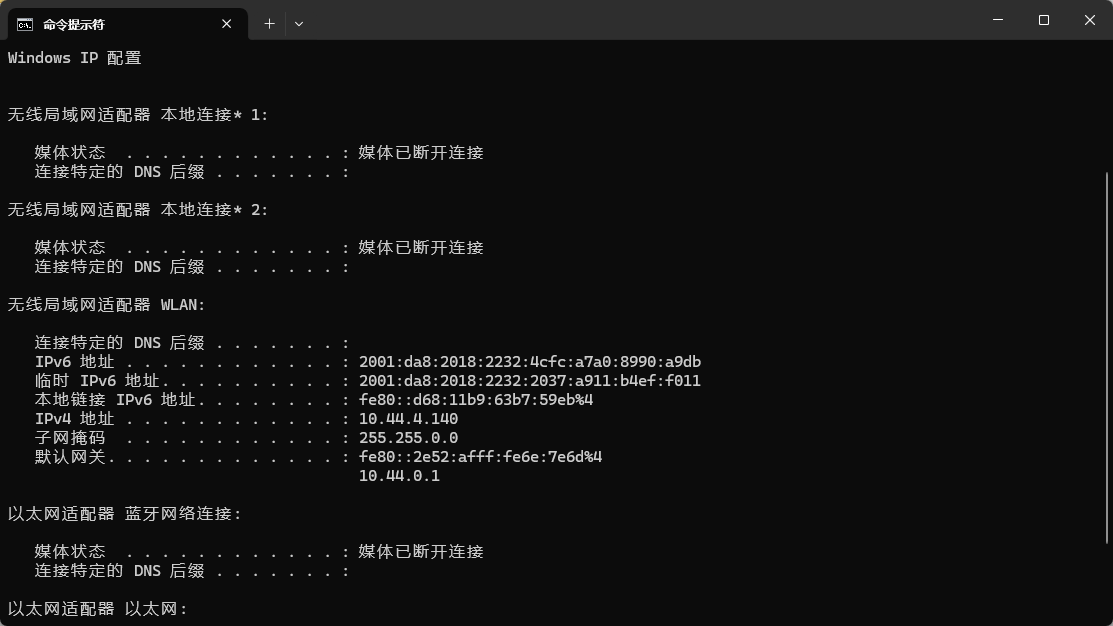 命令提示符
Windows IP 配置
无线局域网适配器 本地连接* 1:
媒体状态  . . . . . . . . . . . . : 媒体已断开连接
连接特定的 DNS 后缀 . . . . . . . :
无线局域网适配器 本地连接* 2:
媒体状态  . . . . . . . . . . . . : 媒体已断开连接
连接特定的 DNS 后缀 . . . . . . . :
无线局域网适配器 WLAN:
连接特定的 DNS 后缀 . . . . . . . :
IPv6 地址 . . . . . . . . . . . . : 2001:da8:2018:2232:4cfc:a7a0:8990:a9db
临时 IPv6 地址. . . . . . . . . . : 2001:da8:2018:2232:2037:a911:b4ef:f011
本地链接 IPv6 地址. . . . . . . . : fe80::d68:11b9:63b7:59eb%4
IPv4 地址 . . . . . . . . . . . . : 10.44.4.140
子网掩码  . . . . . . . . . . . . : 255.255.0.0
默认网关. . . . . . . . . . . . . : fe80::2e52:afff:fe6e:7e6d%4
10.44.0.1
以太网适配器 蓝牙网络连接:
媒体状态  . . . . . . . . . . . . : 媒体已断开连接
连接特定的 DNS 后缀 . . . . . . . :
以太网适配器 以太网: